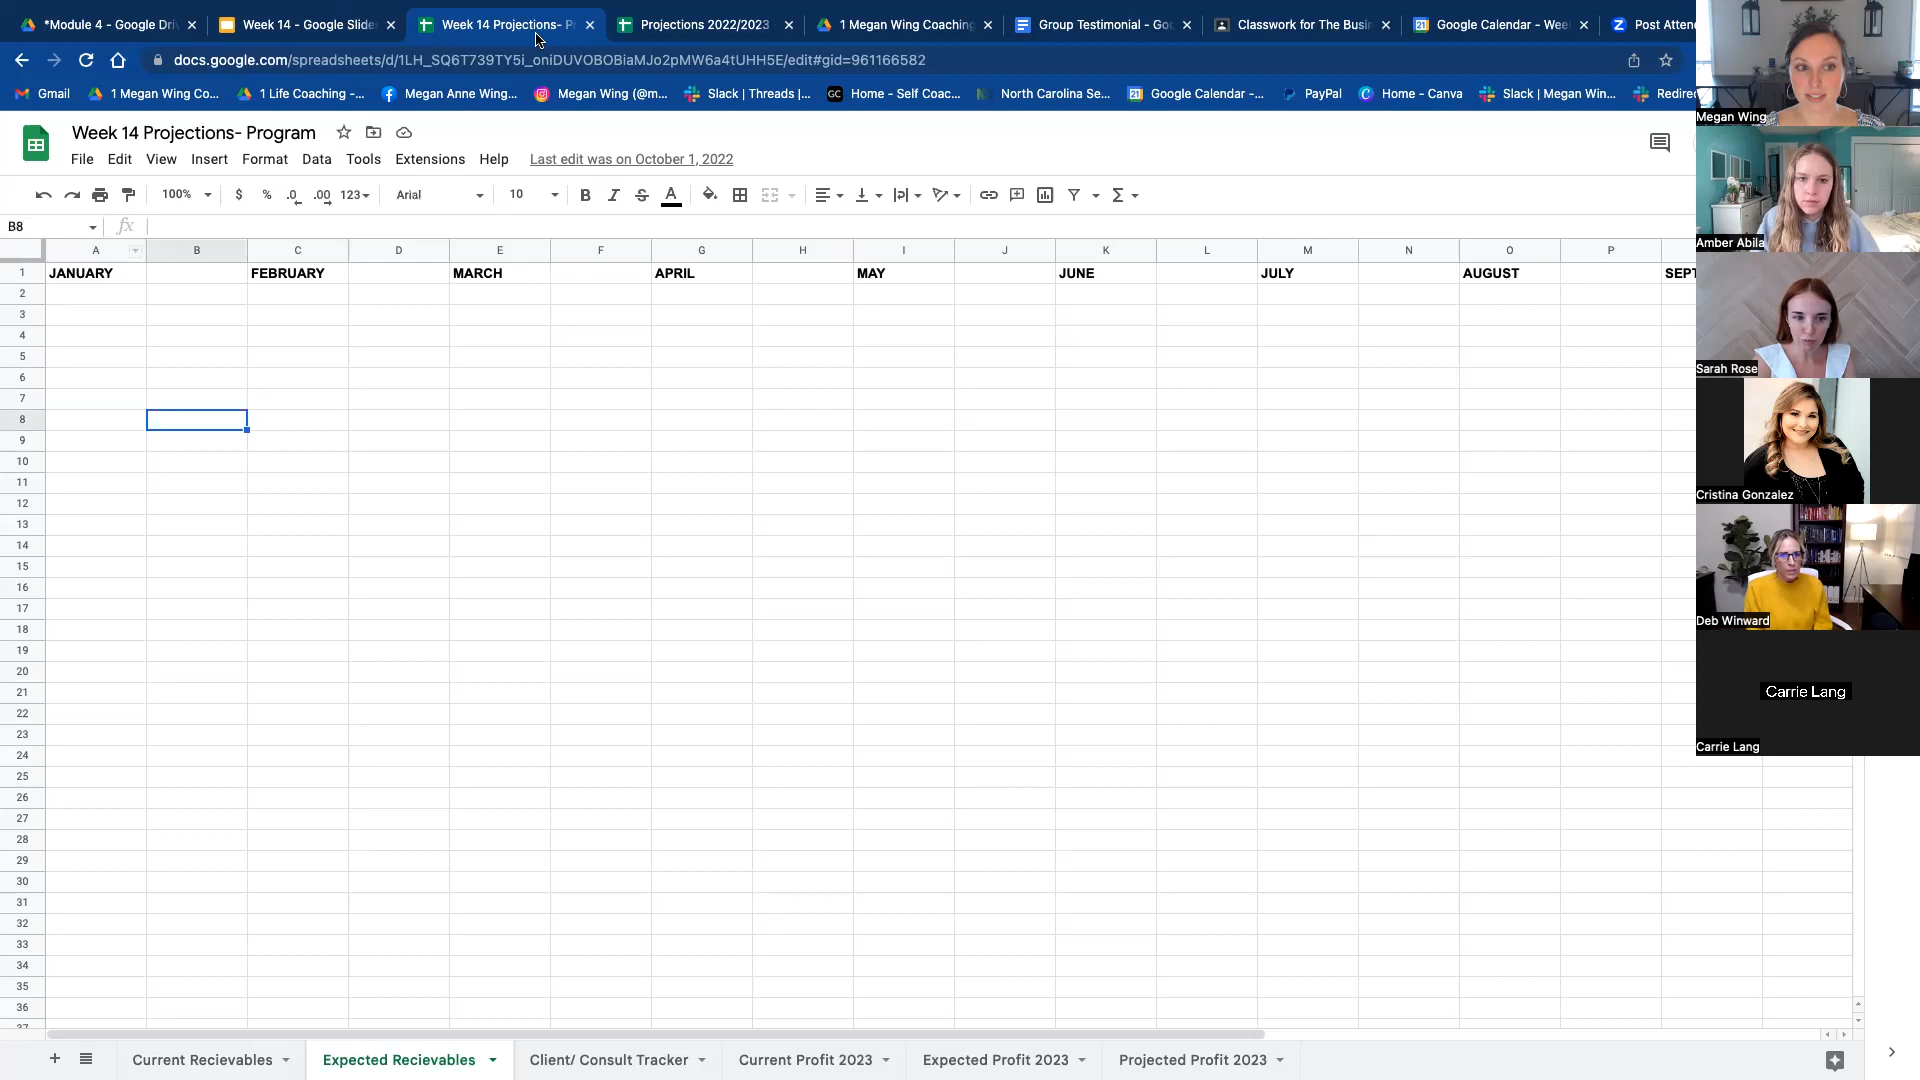 *Module 4 - Google Dri
Week 14 - Google Slide
Week 14 Projections- P
Projections 2022/2023
1 Megan Wing Coaching
Group Testimonial - Go
Classwork for The Busi
Google Calendar - Wee
Post Atten
docs.google.com/spreadsheets/d/1LH_SQ6T739TY5i_oniDUVOBOBiaMJo2pMW6a4tUHH5E/edit#gid=961166582
Gmail
1 Megan Wing Co...
1 Life Coaching -...
Megan Anne Wing...
Megan Wing (@m...
Slack | Threads |...
GC
Home - Self Coac...
North Carolina Se...
Google Calendar -...
PayPal
Home - Canva
Slack | Megan Win...
Redire
Week 14 Projections- Program
File Edit View Insert Format Data Tools Extensions Help Last edit was on October 1, 2022
100% $ % .0 .00 123 Arial 10 B I S A
B8 fx
A B C D E F G H I J K L M N O P
1 JANUARY FEBRUARY MARCH APRIL MAY JUNE JULY AUGUST SEPT
2
3
4
5
6
7
8
9
10
11
12
13
14
15
16
17
18
19
20
21
22
23
24
25
26
27
28
29
30
31
32
33
34
35
36
37
Current Recievables
Expected Recievables
Client/ Consult Tracker
Current Profit 2023
Expected Profit 2023
Projected Profit 2023
Megan Wing
Amber Abila
Sarah Rose
Cristina Gonzalez
Deb Winward
Carrie Lang
Carrie Lang